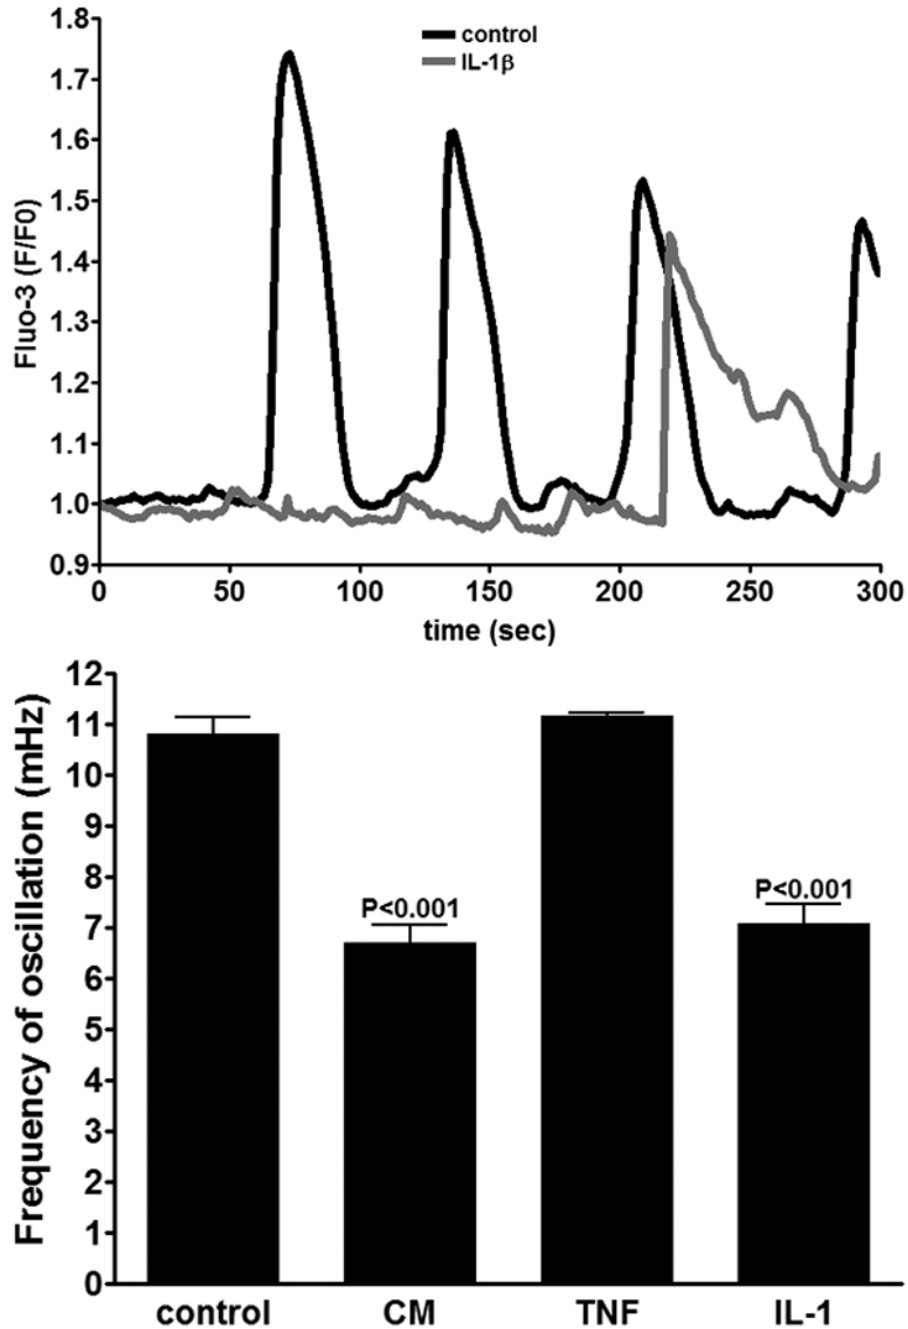 control
IL-1β
1.8
1.7
1.6
1.5
1.4
1.3
1.2
1.1
1.0
0.9
Fluo-3 (F/F0)
0 50 100 150 200 250 300
time (sec)
12
11
10
9
8
7
6
5
4
3
2
1
0
Frequency of oscillation (mHz)
P<0.001
P<0.001
control CM TNF IL-1